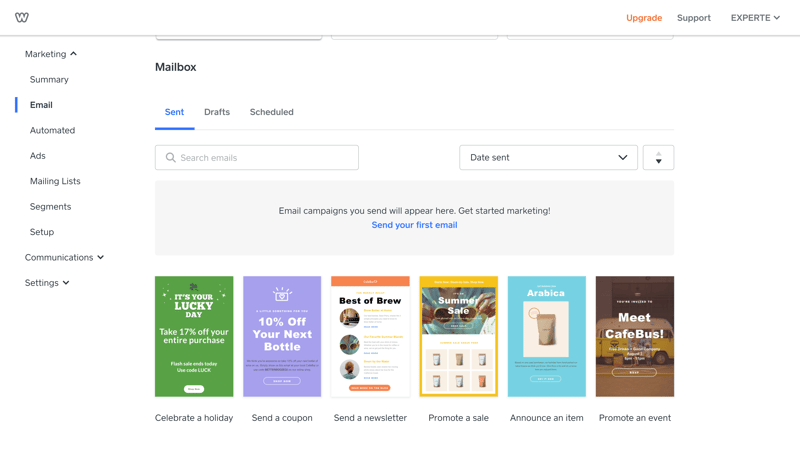 Upgrade
Support
EXPERTE
Marketing
Summary
Email
Automated
Ads
Mailing Lists
Segments
Setup
Communications
Settings
Mailbox
Sent
Drafts
Scheduled
Search emails
Date sent
Email campaigns you send will appear here. Get started marketing!
Send your first email
IT'S YOUR
LUCKY
DAY
Take 17% off your
entire purchase
Flash sale ends today
Use code LUCK
Celebrate a holiday
A LITTLE SOMETHING FOR YOU
10% Off
Your Next
Bottle
Send a coupon
Best of Brew
Send a newsletter
Summer
Sale
Promote a sale
Arabica
Announce an item
YOU'RE INVITED TO
Meet
CafeBus!
Promote an event